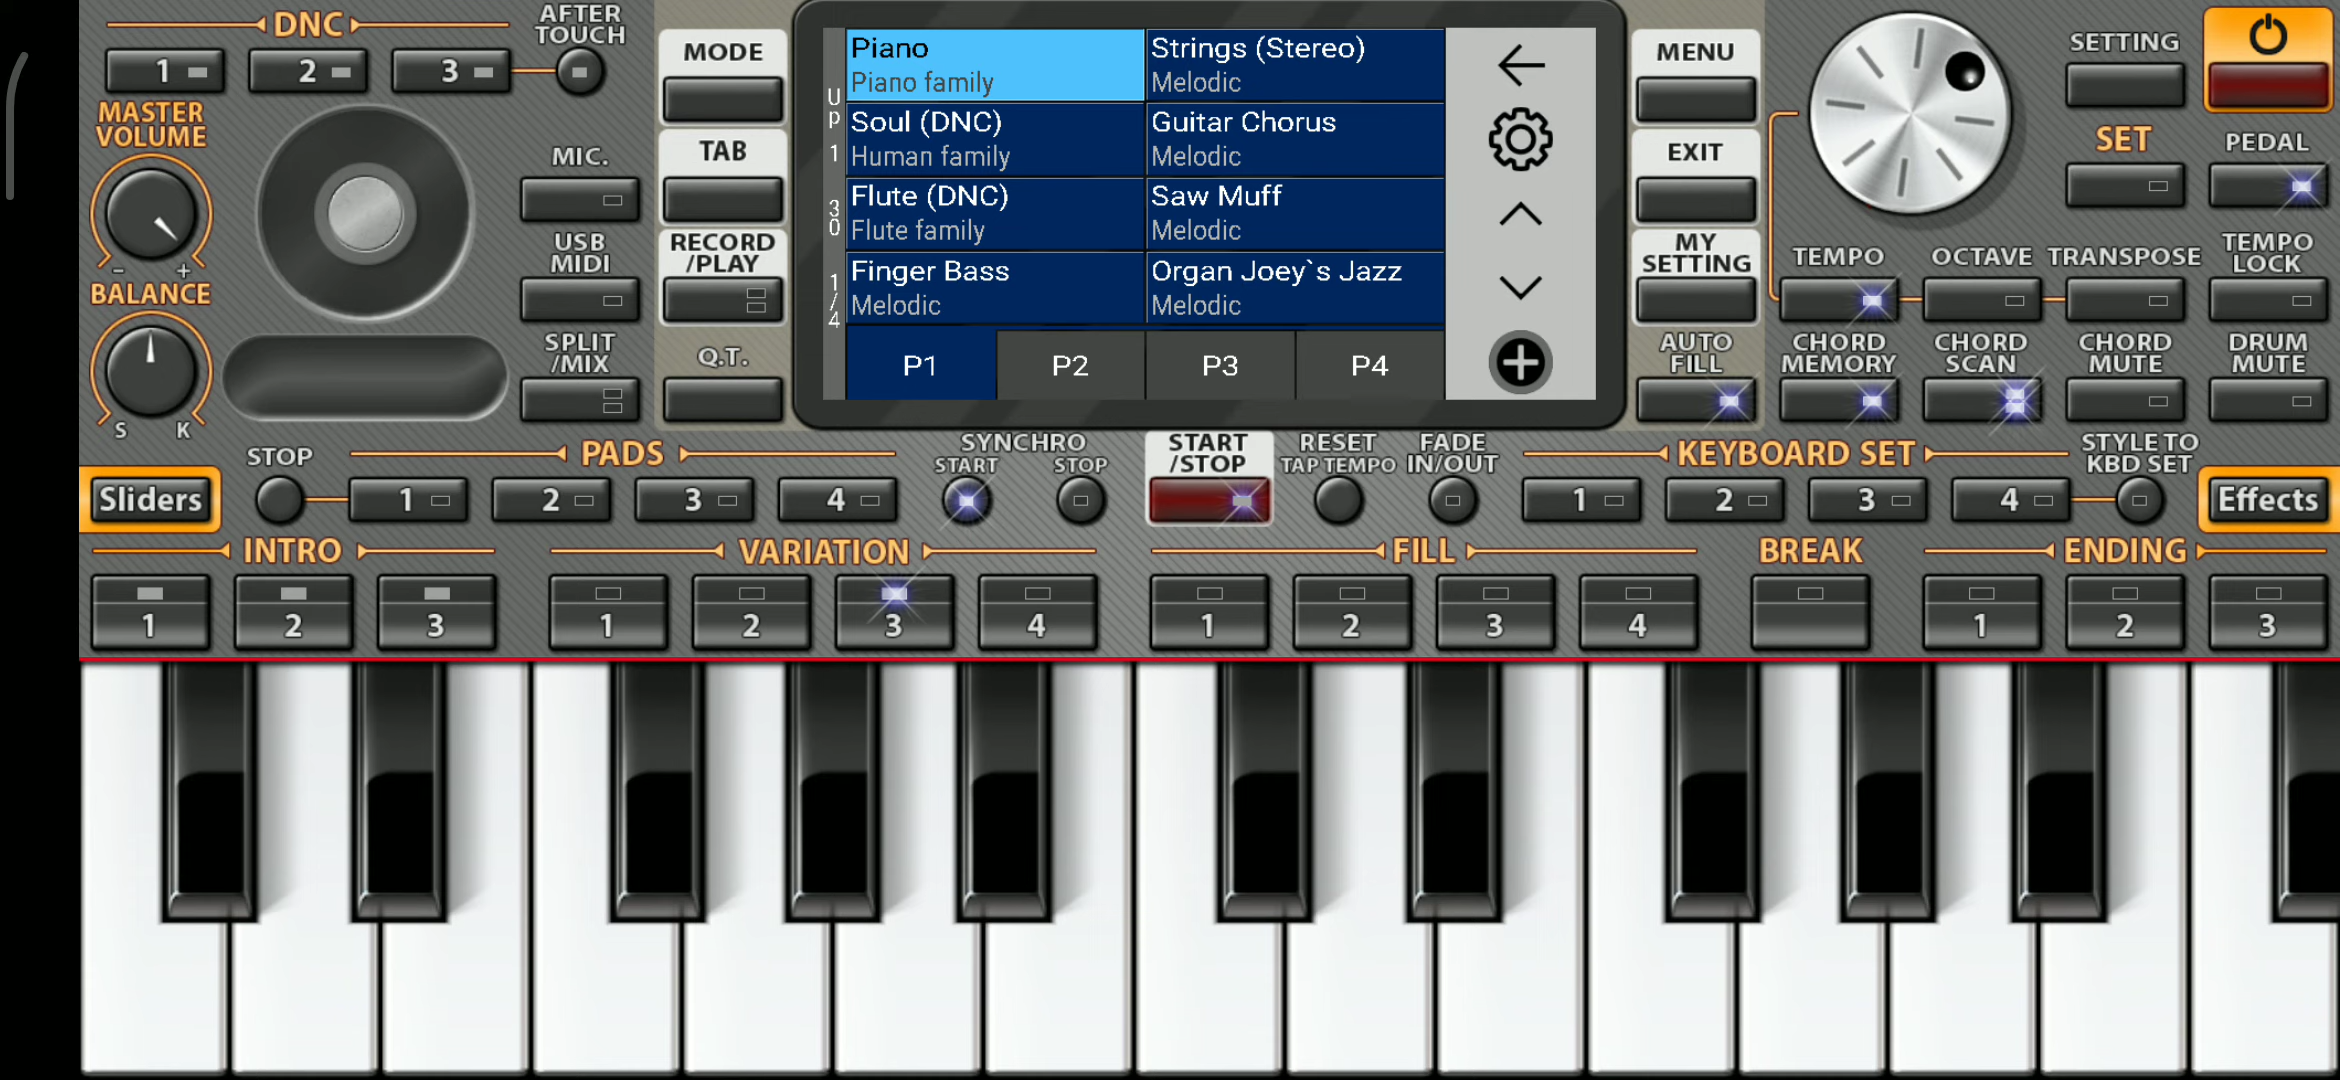 DNC
AFTER
TOUCH
1
2
3
MASTER
VOLUME
- +
BALANCE
S K
MIC.
USB
MIDI
SPLIT
/MIX
MODE
TAB
RECORD
/PLAY
Q.T.
Up 1
30
1/4
Piano
Piano family
Strings (Stereo)
Melodic
Soul (DNC)
Human family
Guitar Chorus
Melodic
Flute (DNC)
Flute family
Saw Muff
Melodic
Finger Bass
Melodic
Organ Joey`s Jazz
Melodic
P1
P2
P3
P4
MENU
EXIT
MY
SETTING
AUTO
FILL
SETTING
SET
PEDAL
TEMPO
OCTAVE
TRANSPOSE
TEMPO
LOCK
CHORD
MEMORY
CHORD
SCAN
CHORD
MUTE
DRUM
MUTE
Sliders
STOP
PADS
1
2
3
4
SYNCHRO
START STOP
START
/STOP
RESET
TAP TEMPO
FADE
IN/OUT
KEYBOARD SET
1
2
3
4
STYLE TO
KBD SET
Effects
INTRO
1
2
3
VARIATION
1
2
3
4
FILL
1
2
3
4
BREAK
ENDING
1
2
3